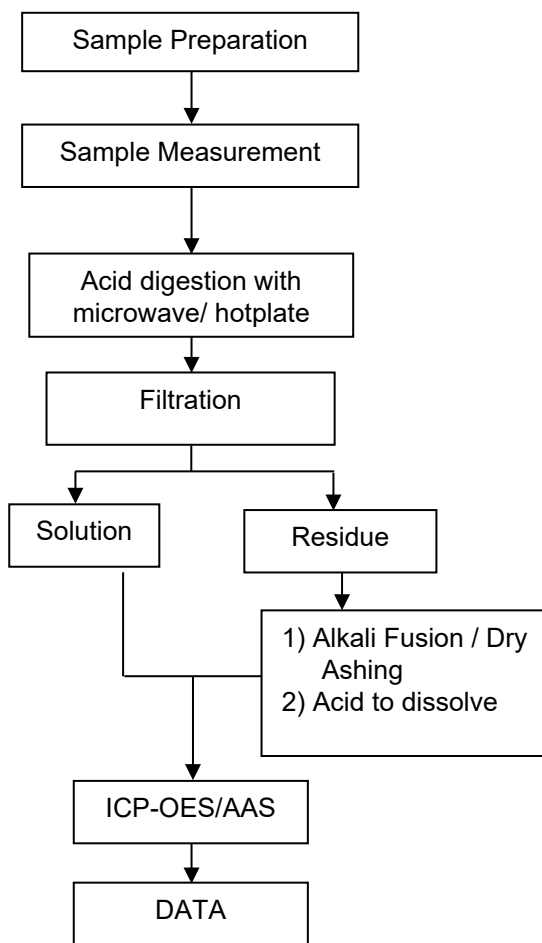 Sample Preparation
Sample Measurement
Acid digestion with
microwave/ hotplate
Filtration
Solution
Residue
1) Alkali Fusion / Dry
Ashing
2) Acid to dissolve
ICP-OES/AAS
DATA